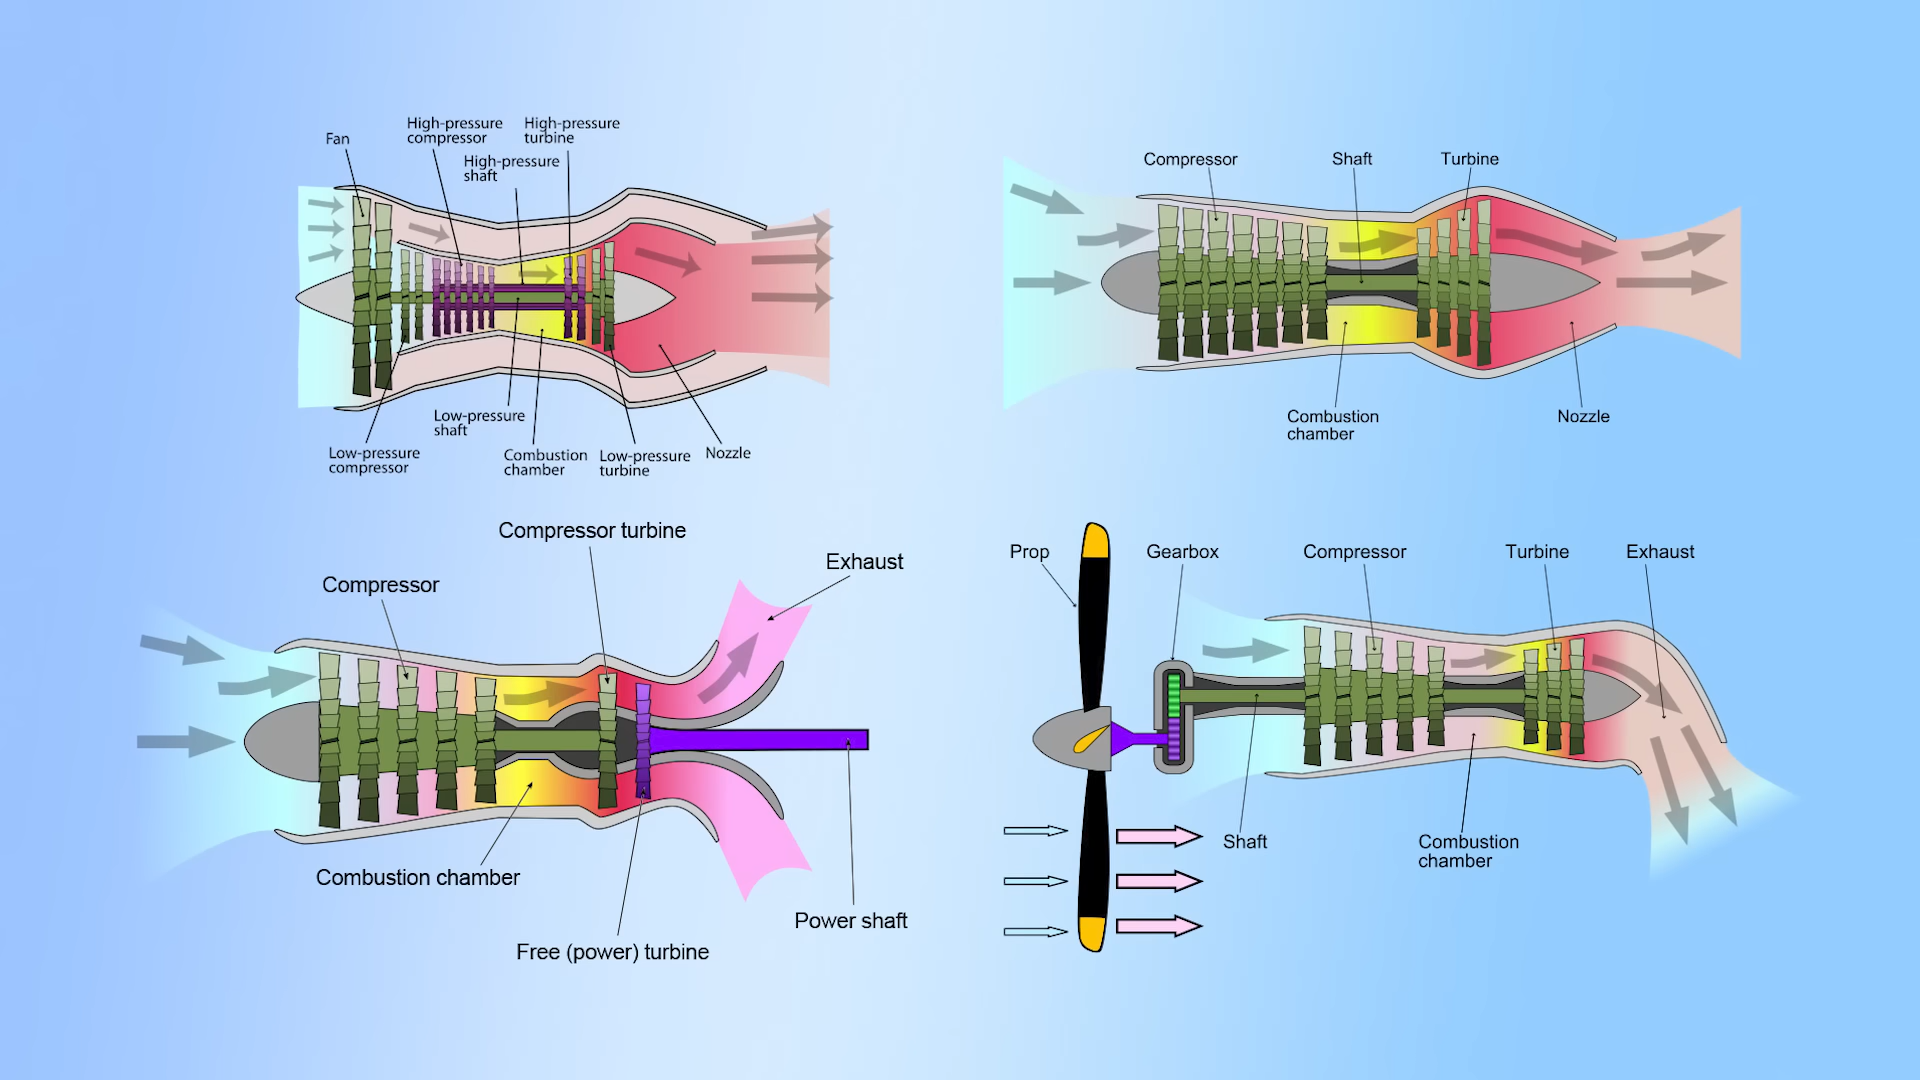 Fan
High-pressure
compressor
High-pressure
turbine
High-pressure
shaft
Low-pressure
shaft
Low-pressure
compressor
Combustion
chamber
Low-pressure
turbine
Nozzle
Compressor
Shaft
Turbine
Combustion
chamber
Nozzle
Compressor turbine
Exhaust
Compressor
Combustion chamber
Power shaft
Free (power) turbine
Prop
Gearbox
Compressor
Turbine
Exhaust
Shaft
Combustion
chamber